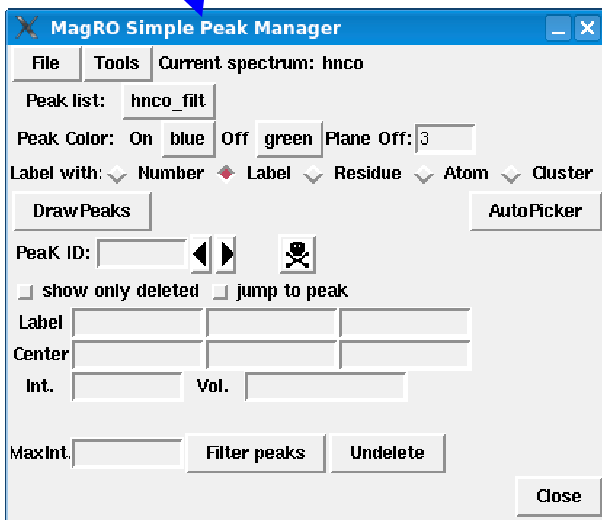 MagRO Simple Peak Manager
File Tools Current spectrum: hnco
Peak list: hnco_filt
Peak Color: On blue Off green Plane Off: 3
Label with: Number Label Residue Atom Cluster
Draw Peaks AutoPicker
PeaK ID:
show only deleted jump to peak
Label
Center
Int. Vol.
MaxInt. Filter peaks Undelete
Close